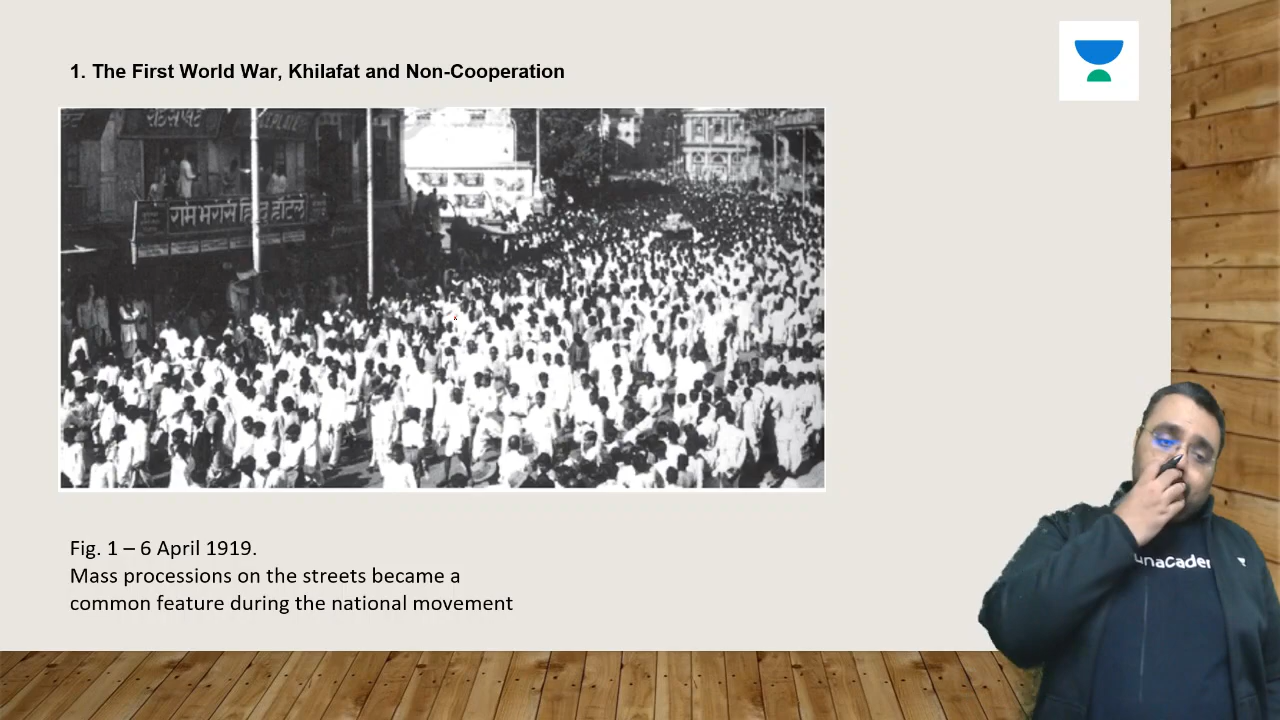 1. The First World War, Khilafat and Non-Cooperation
राम भरोसे हिन्दु होटल
Fig. 1 – 6 April 1919.
Mass processions on the streets became a
common feature during the national movement
unacadem